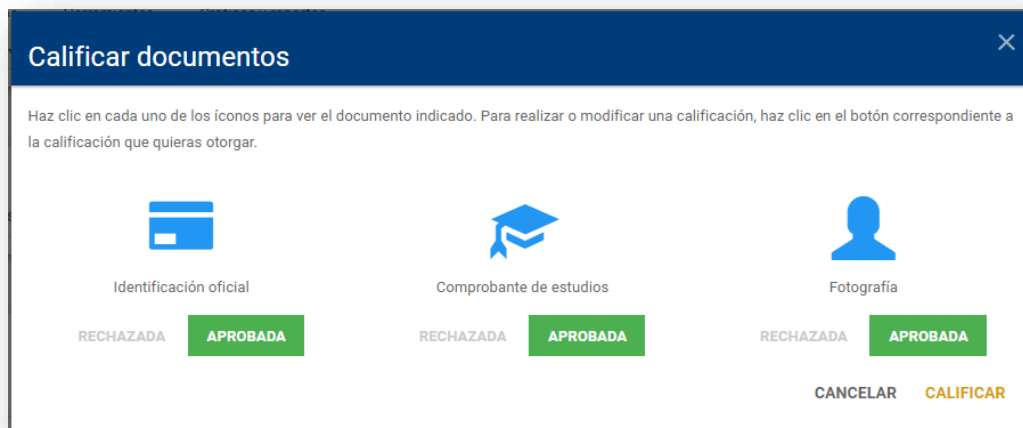 Calificar documentos
Haz clic en cada uno de los íconos para ver el documento indicado. Para realizar o modificar una calificación, haz clic en el botón correspondiente a
la calificación que quieras otorgar.
Identificación oficial
Comprobante de estudios
Fotografía
RECHAZADA APROBADA
RECHAZADA APROBADA
RECHAZADA APROBADA
CANCELAR CALIFICAR